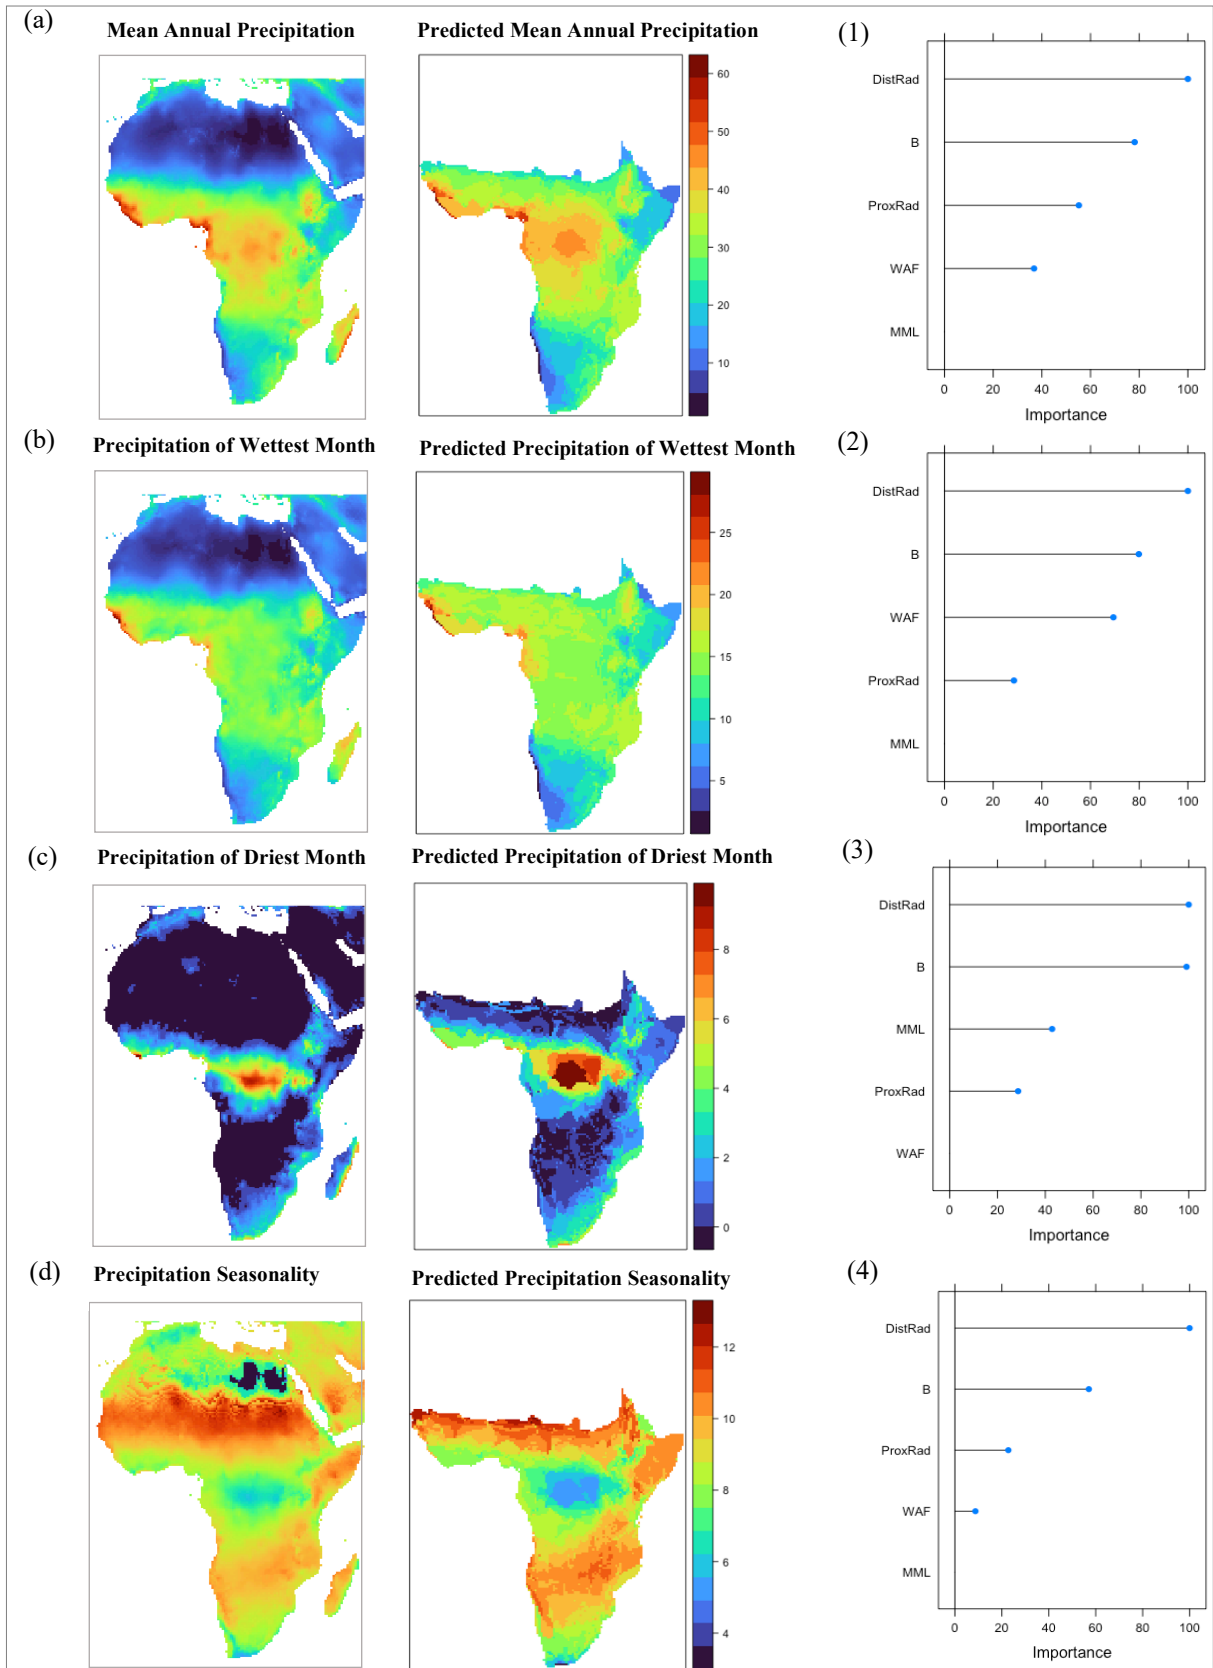 (a)
Mean Annual Precipitation
Predicted Mean Annual Precipitation
60
50
40
30
20
10
(1)
DistRad
B
ProxRad
WAF
MML
0 20 40 60 80 100
Importance
(b)
Precipitation of Wettest Month
Predicted Precipitation of Wettest Month
25
20
15
10
5
(2)
DistRad
B
WAF
ProxRad
MML
0 20 40 60 80 100
Importance
(c)
Precipitation of Driest Month
Predicted Precipitation of Driest Month
8
6
4
2
0
(3)
DistRad
B
MML
ProxRad
WAF
0 20 40 60 80 100
Importance
(d)
Precipitation Seasonality
Predicted Precipitation Seasonality
12
10
8
6
4
(4)
DistRad
B
ProxRad
WAF
MML
0 20 40 60 80 100
Importance